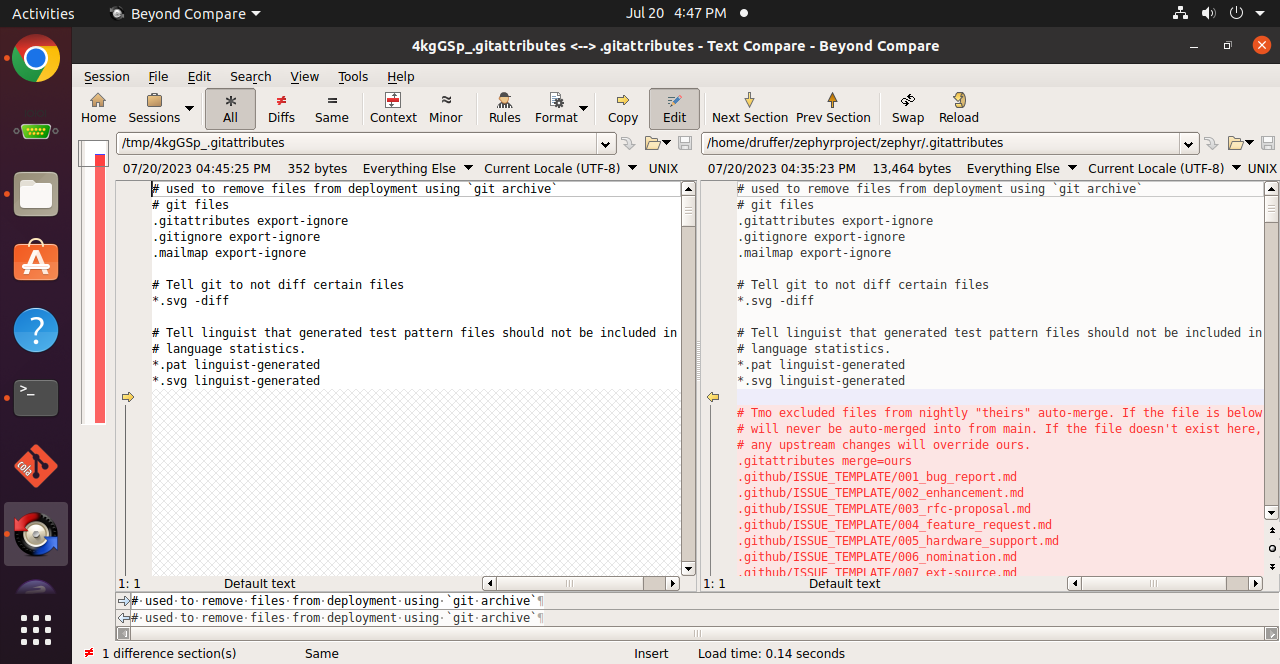 Activities Beyond Compare Jul 20 4:47 PM
4kgGSp_.gitattributes <--> .gitattributes - Text Compare - Beyond Compare
Session File Edit Search View Tools Help
Home Sessions All Diffs Same Context Minor Rules Format Copy Edit Next Section Prev Section Swap Reload
/tmp/4kgGSp_.gitattributes
07/20/2023 04:45:25 PM 352 bytes Everything Else Current Locale (UTF-8) UNIX
# used to remove files from deployment using `git archive`
# git files
.gitattributes export-ignore
.gitignore export-ignore
.mailmap export-ignore
# Tell git to not diff certain files
*.svg -diff
# Tell linguist that generated test pattern files should not be included in
# language statistics.
*.pat linguist-generated
*.svg linguist-generated
1: 1 Default text
/home/druffer/zephyrproject/zephyr/.gitattributes
07/20/2023 04:35:23 PM 13,464 bytes Everything Else Current Locale (UTF-8) UNIX
# used to remove files from deployment using `git archive`
# git files
.gitattributes export-ignore
.gitignore export-ignore
.mailmap export-ignore
# Tell git to not diff certain files
*.svg -diff
# Tell linguist that generated test pattern files should not be included in
# language statistics.
*.pat linguist-generated
*.svg linguist-generated
# Tmo excluded files from nightly "theirs" auto-merge. If the file is below
# will never be auto-merged into from main. If the file doesn't exist here,
# any upstream changes will override ours.
.gitattributes merge=ours
.github/ISSUE_TEMPLATE/001_bug_report.md
.github/ISSUE_TEMPLATE/002_enhancement.md
.github/ISSUE_TEMPLATE/003_rfc-proposal.md
.github/ISSUE_TEMPLATE/004_feature_request.md
.github/ISSUE_TEMPLATE/005_hardware_support.md
.github/ISSUE_TEMPLATE/006_nomination.md
.github/ISSUE_TEMPLATE/007_ext-source.md
1: 1 Default text
#·used·to·remove·files·from·deployment·using·`git·archive`¶
#·used·to·remove·files·from·deployment·using·`git·archive`¶
1 difference section(s) Same Insert Load time: 0.14 seconds
cola